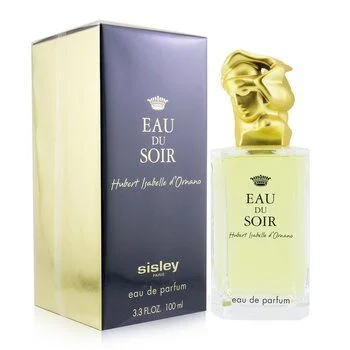 EAU
DU
SOIR
Hubert Isabelle d'Ornano
sisley
PARIS
eau de parfum
3.3 FL.OZ. 100 ml
EAU
DU
SOIR
Hubert Isabelle d'Ornano
eau de parfum